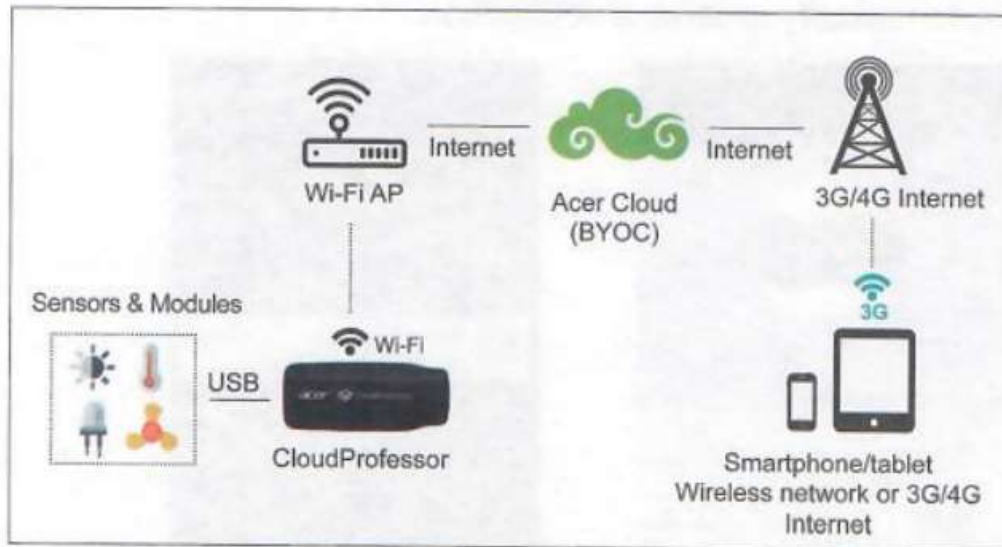 Wi-Fi AP
Internet
Acer Cloud
(BYOC)
Internet
3G/4G Internet
Sensors & Modules
USB
Wi-Fi
acer
CloudProfessor
3G
Smartphone/tablet
Wireless network or 3G/4G
Internet